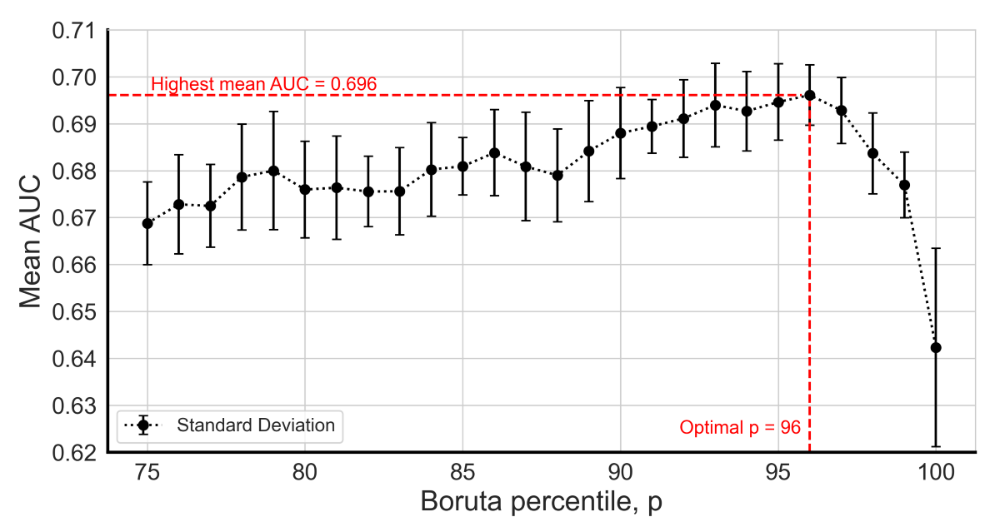 0.71
0.70
0.69
0.68
0.67
0.66
0.65
0.64
0.63
0.62
Mean AUC
Highest mean AUC = 0.696
Standard Deviation
Optimal p = 96
75 80 85 90 95 100
Boruta percentile, p